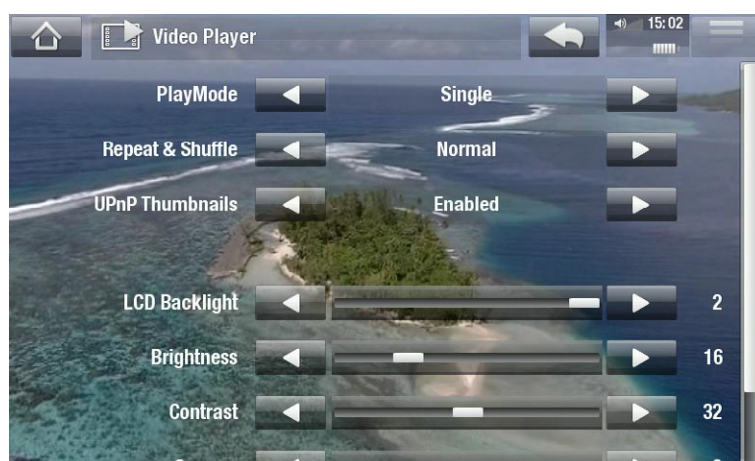 Video Player
15:02
PlayMode Single
Repeat & Shuffle Normal
UPnP Thumbnails Enabled
LCD Backlight 2
Brightness 16
Contrast 32